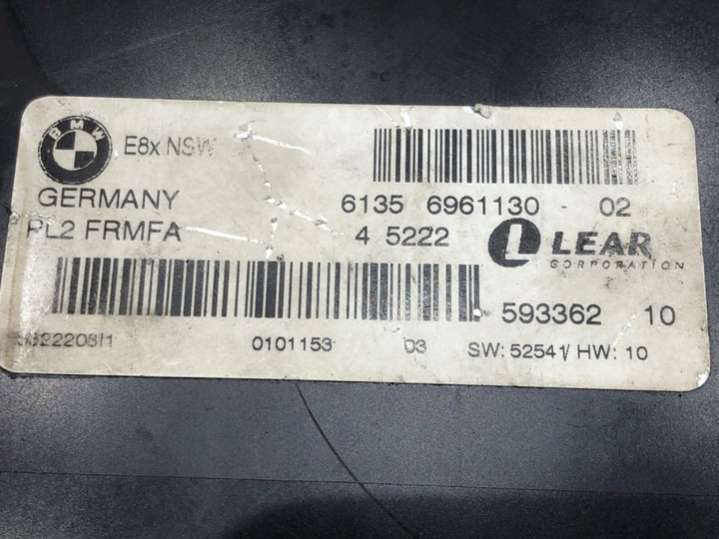 BMW
E8x NSW
GERMANY
6135 6961130 - 02
PL2 FRMFA
4 5222
LEAR
CORPORATION
593362 10
0101153 03 SW: 52541/ HW: 10